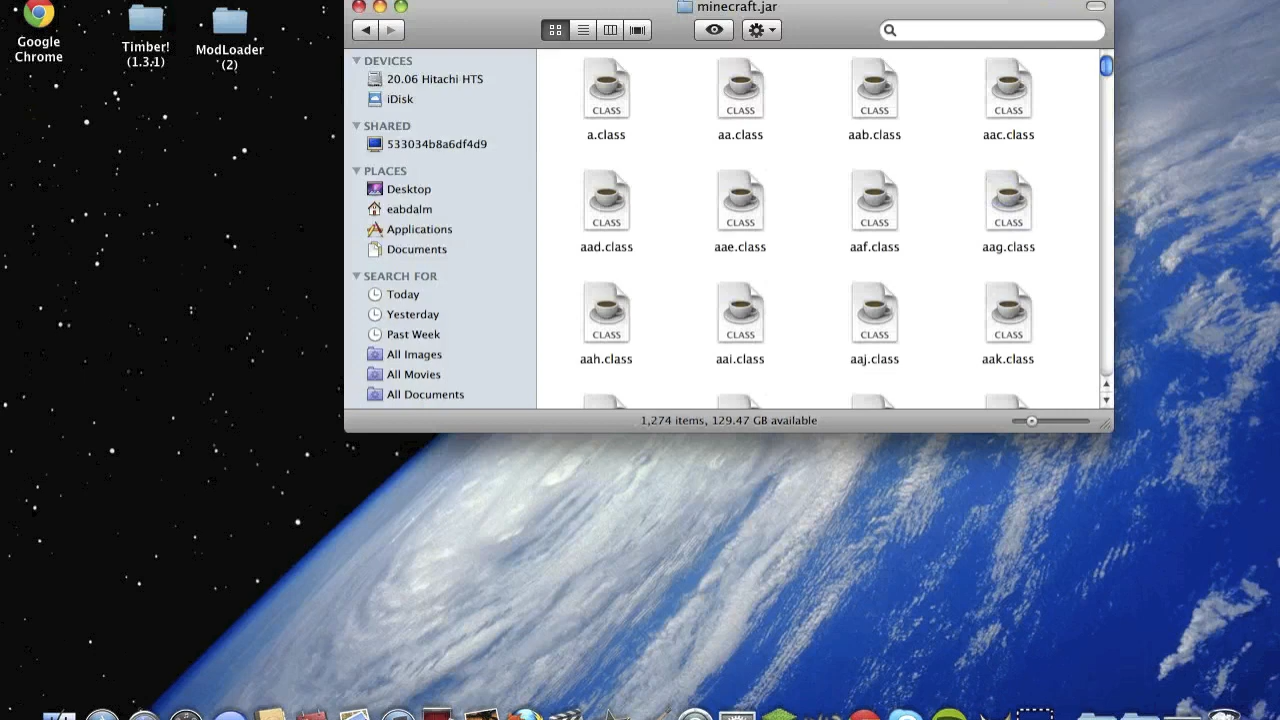 Google
Chrome
Timber!
(1.3.1)
ModLoader
(2)
minecraft.jar
DEVICES
20.06 Hitachi HTS
iDisk
SHARED
533034b8a6df4d9
PLACES
Desktop
eabdalm
Applications
Documents
SEARCH FOR
Today
Yesterday
Past Week
All Images
All Movies
All Documents
CLASS CLASS CLASS CLASS
a.class aa.class aab.class aac.class
CLASS CLASS CLASS CLASS
aad.class aae.class aaf.class aag.class
CLASS CLASS CLASS CLASS
aah.class aai.class aaj.class aak.class
1,274 items, 129.47 GB available